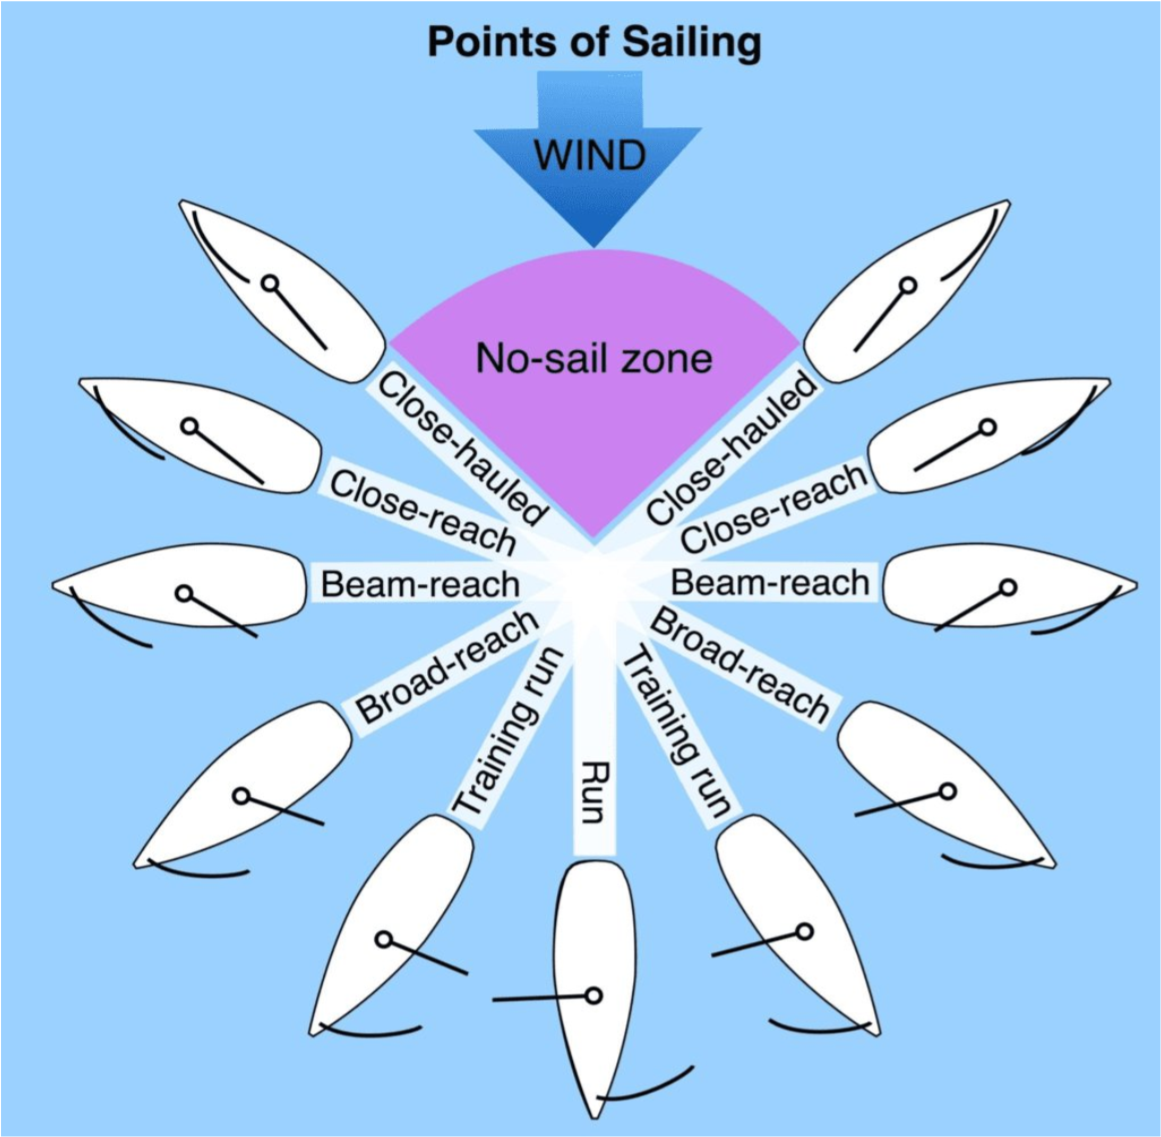 Points of Sailing
WIND
No-sail zone
Close-hauled
Close-hauled
Close-reach
Close-reach
Beam-reach
Beam-reach
Broad-reach
Broad-reach
Training run
Training run
Run